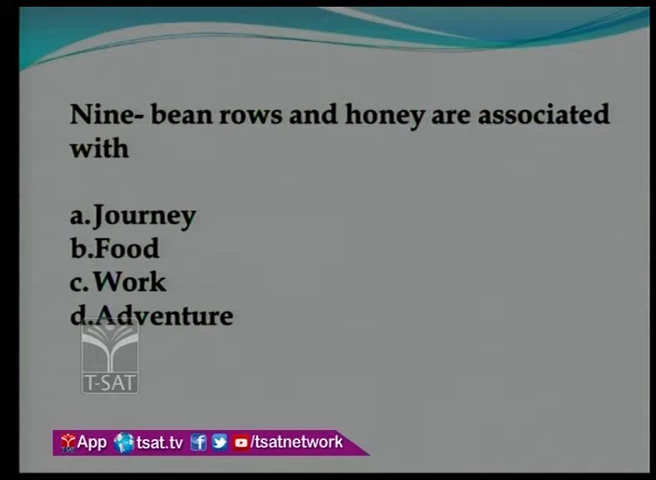 Nine- bean rows and honey are associated
with
a.Journey
b.Food
c.Work
d.Adventure
T-SAT
App tsat.tv /tsatnetwork